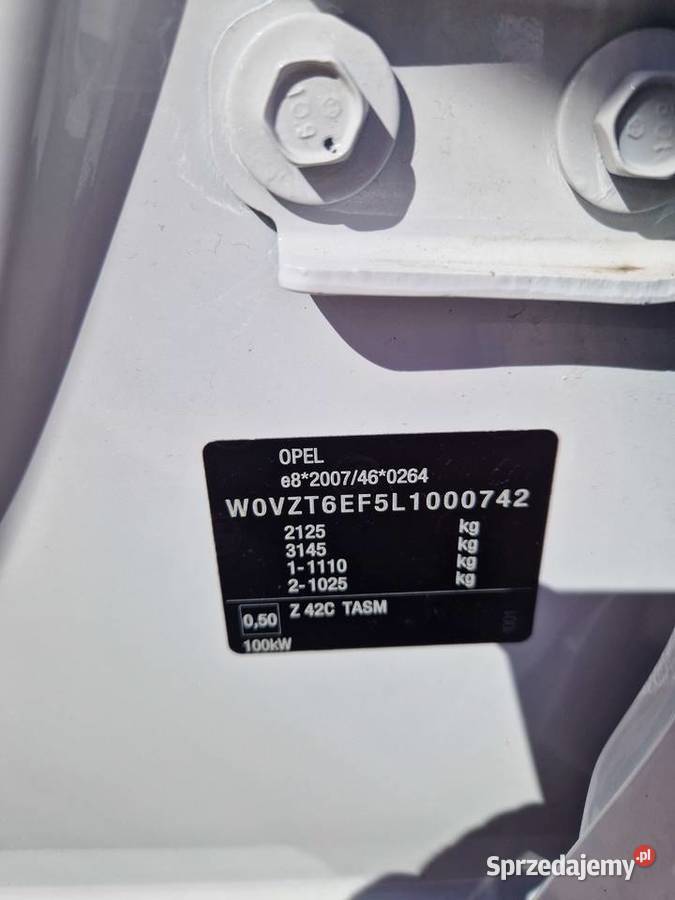 OPEL
e8*2007/46*0264
W0VZT6EF5L1000742
2125 kg
3145 kg
1-1110 kg
2-1025 kg
0,50 Z 42C TASM
100kW
Sprzedajemy.pl